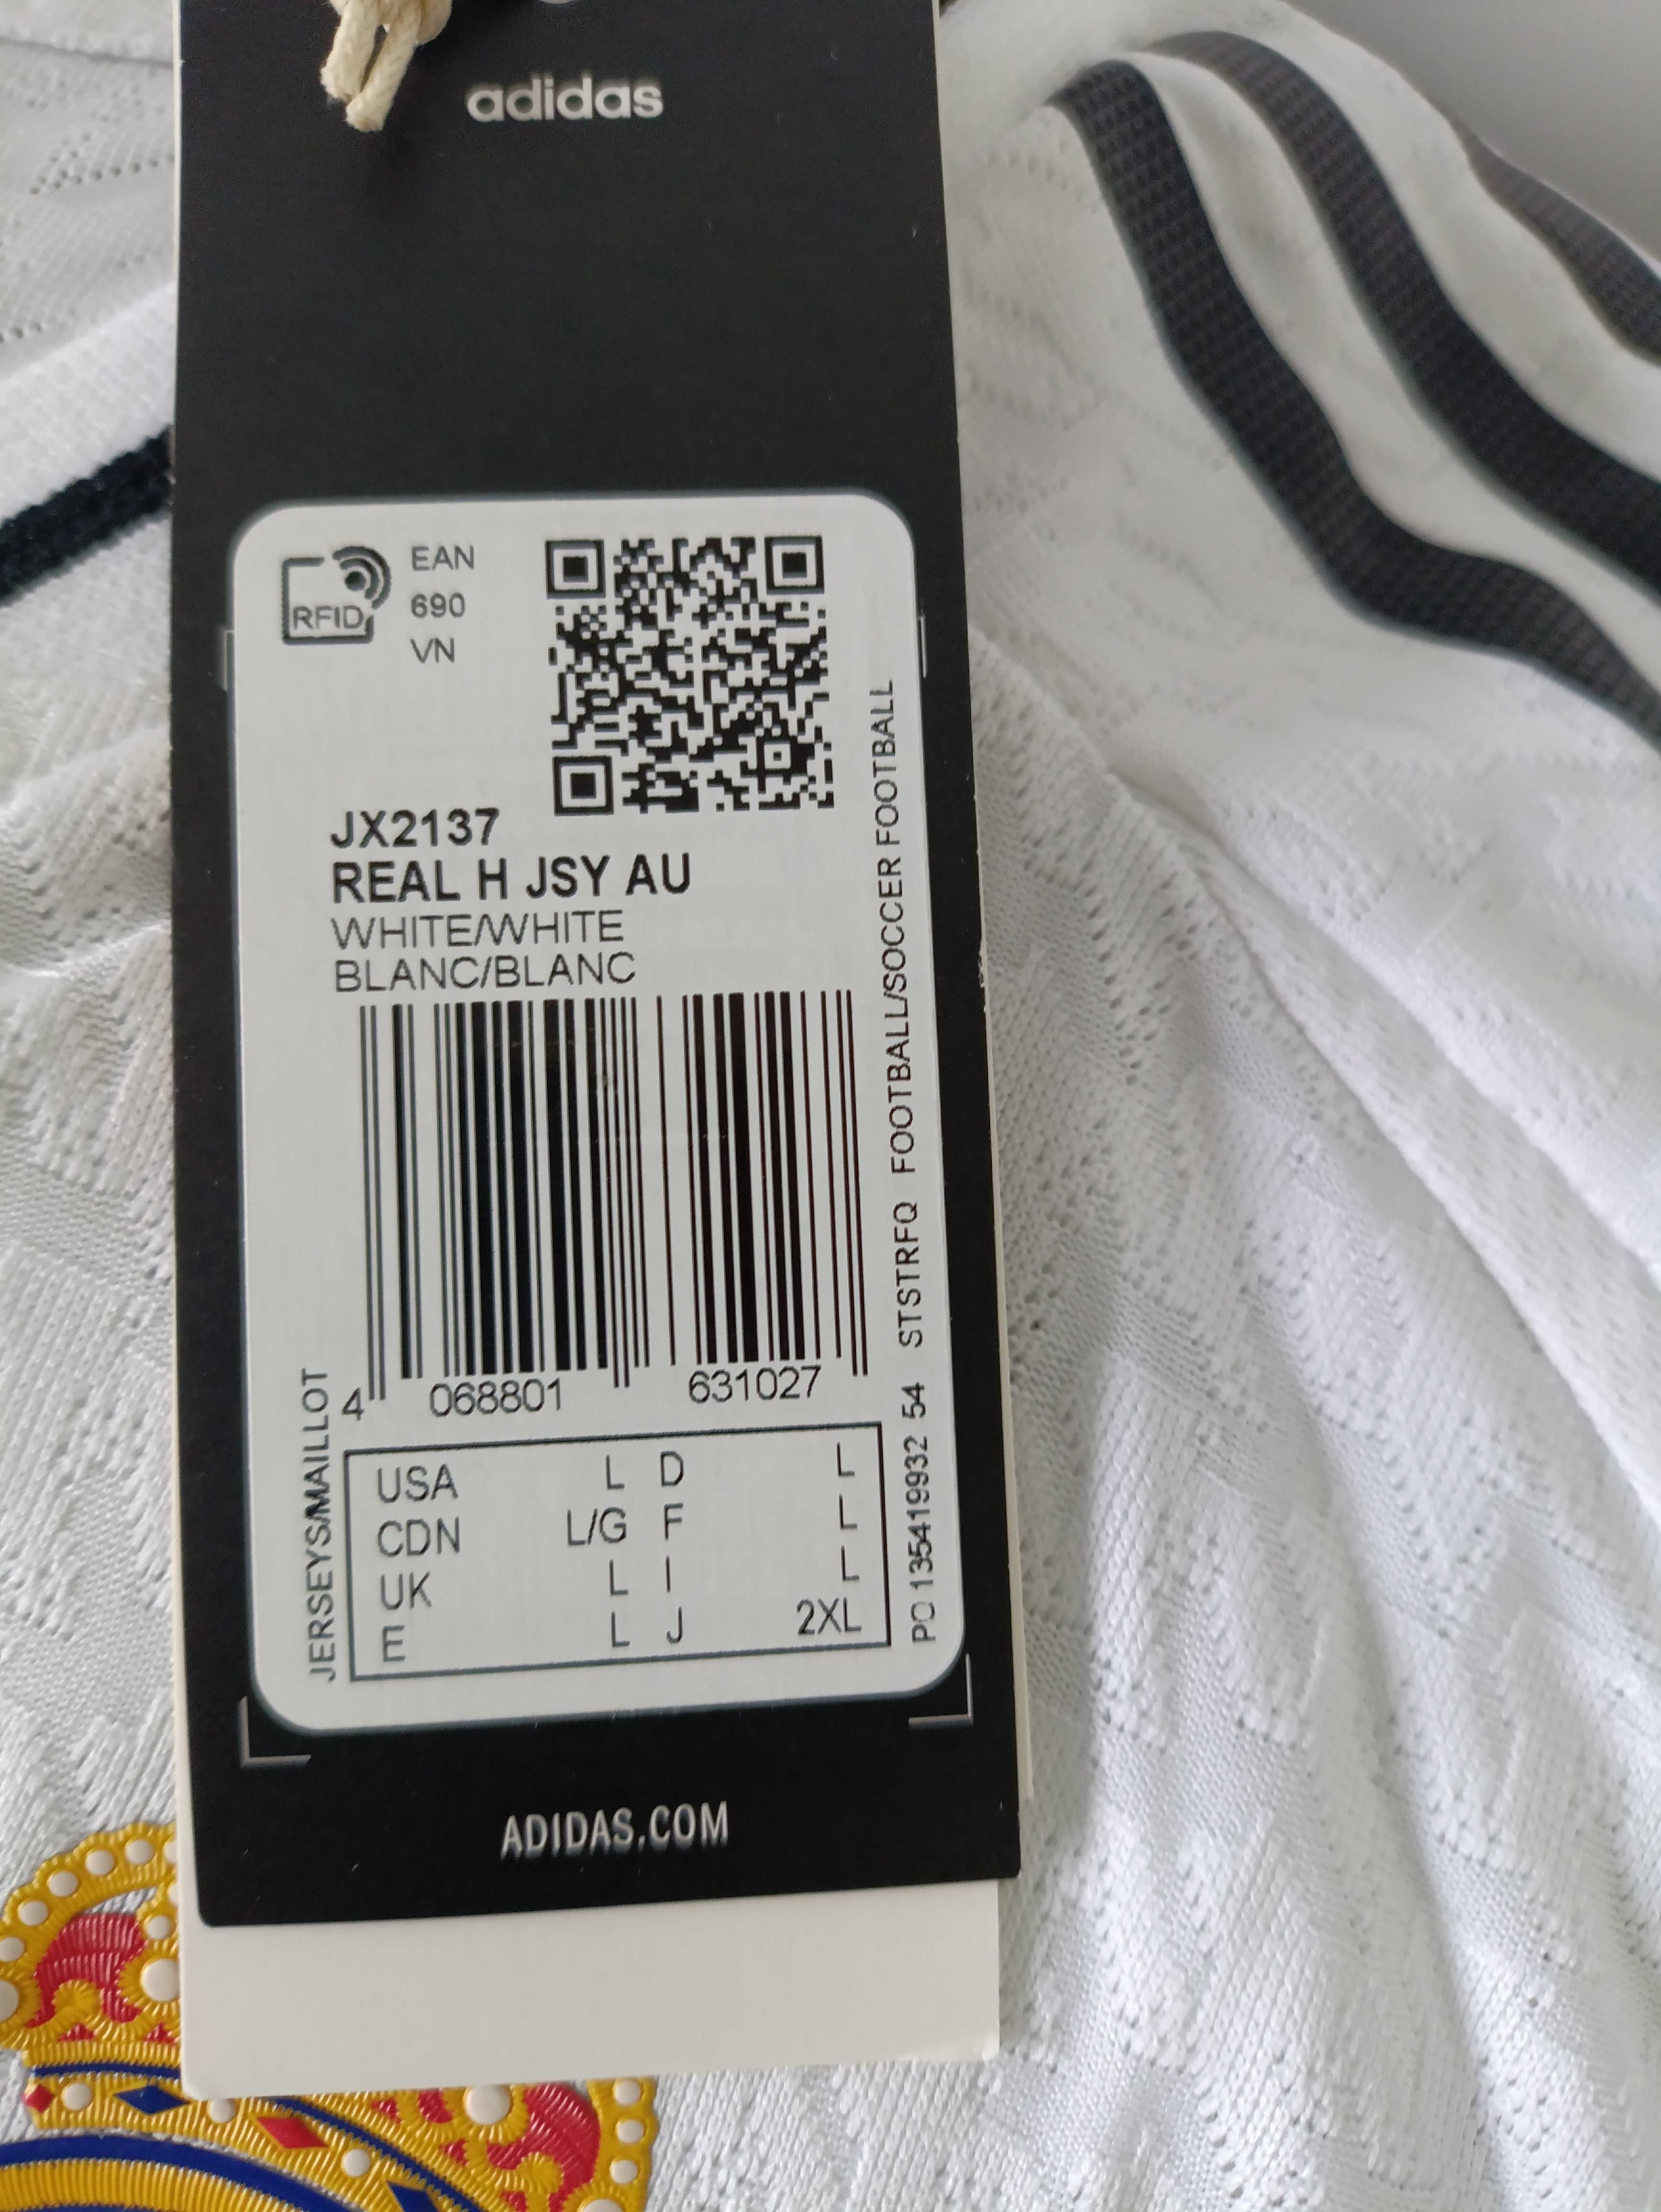 adidas
RFID
EAN
690
VN
JX2137
REAL H JSY AU
WHITE/WHITE
BLANC/BLANC
4 068801 631027
JERSEYS/MAILLOT
USA L D L
CDN L/G F L
UK L I L
E L J 2XL
PO 135419932 54 STSTRFQ FOOTBALL/SOCCER FOOTBALL
ADIDAS.COM